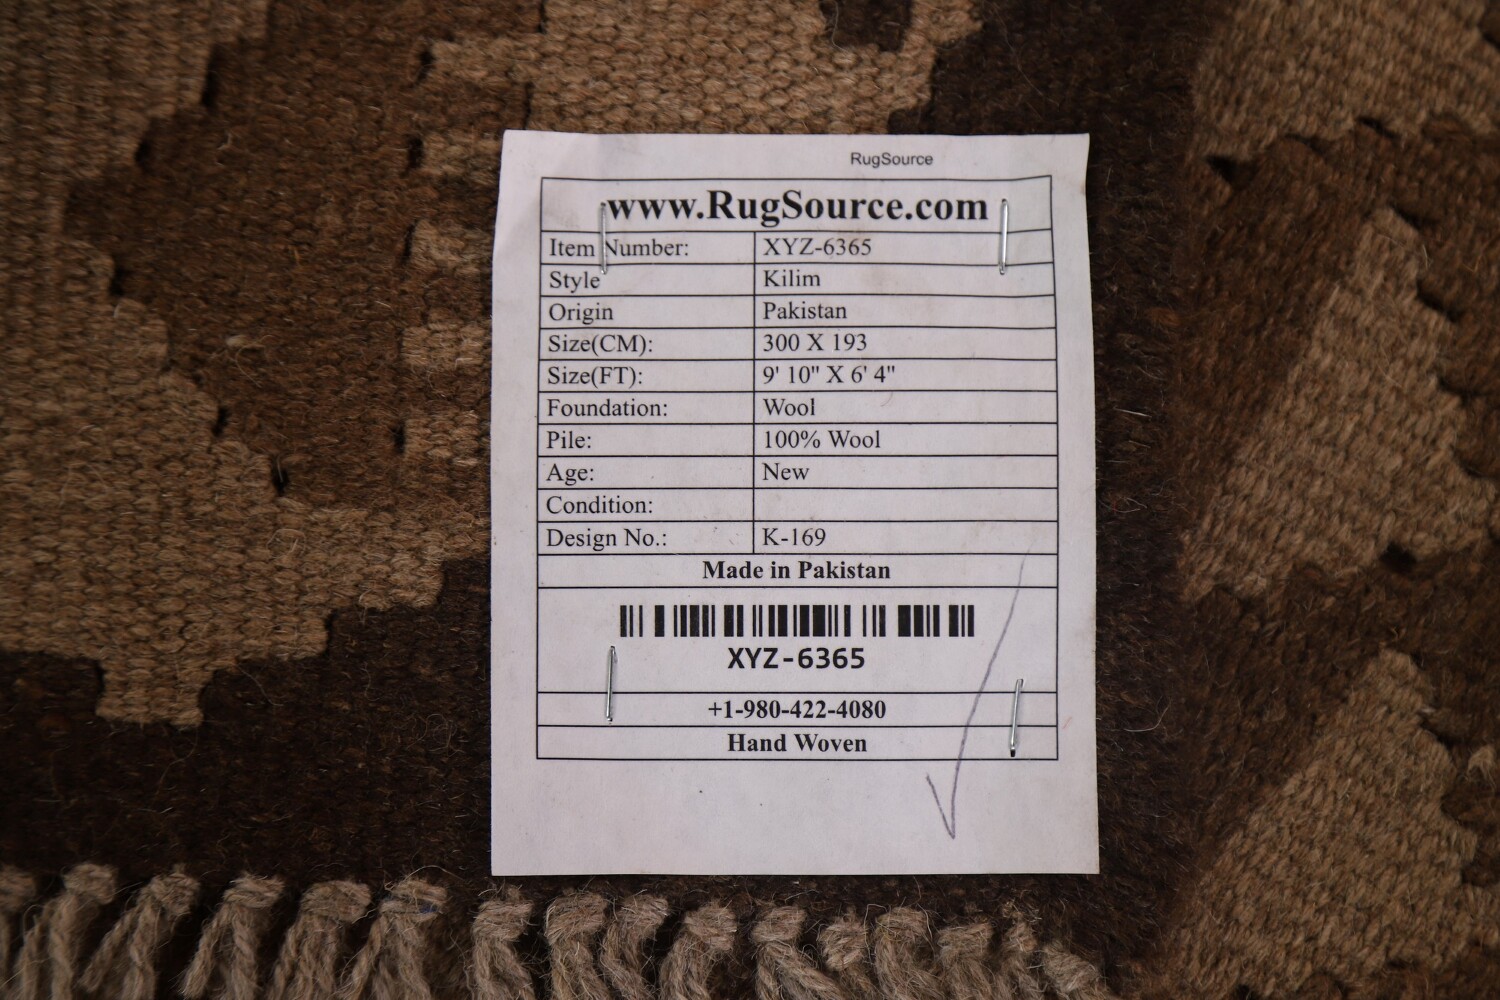 RugSource
www.RugSource.com
Item Number: XYZ-6365
Style Kilim
Origin Pakistan
Size(CM): 300 X 193
Size(FT): 9' 10" X 6' 4"
Foundation: Wool
Pile: 100% Wool
Age: New
Condition:
Design No.: K-169
Made in Pakistan
XYZ-6365
+1-980-422-4080
Hand Woven